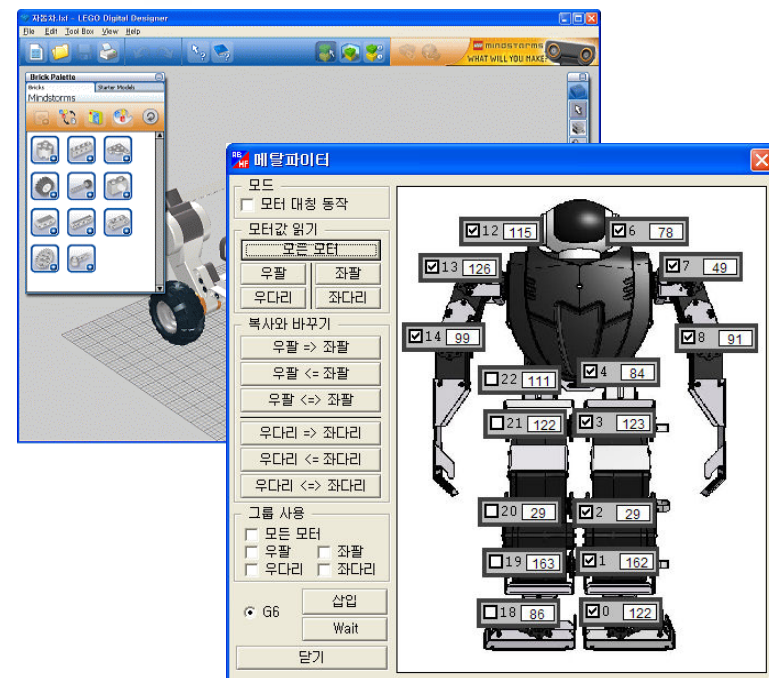 자동차.lxf - LEGO Digital Designer
File Edit Tool Box View Help
mindstorms
WHAT WILL YOU MAKE?
Brick Palette
Bricks Starter Models
Mindstorms
RB HF 메탈파이터
모드
모터 대칭 동작
모터값 읽기
모든 모터
우팔 좌팔
우다리 좌다리
복사와 바꾸기
우팔 => 좌팔
우팔 <= 좌팔
우팔 <=> 좌팔
우다리 => 좌다리
우다리 <= 좌다리
우다리 <=> 좌다리
그룹 사용
모든 모터
우팔 좌팔
우다리 좌다리
G6
삽입
Wait
닫기
12 115 6 78
13 126 7 49
14 99 8 91
22 111 4 84
21 122 3 123
20 29 2 29
19 163 1 162
18 86 0 122